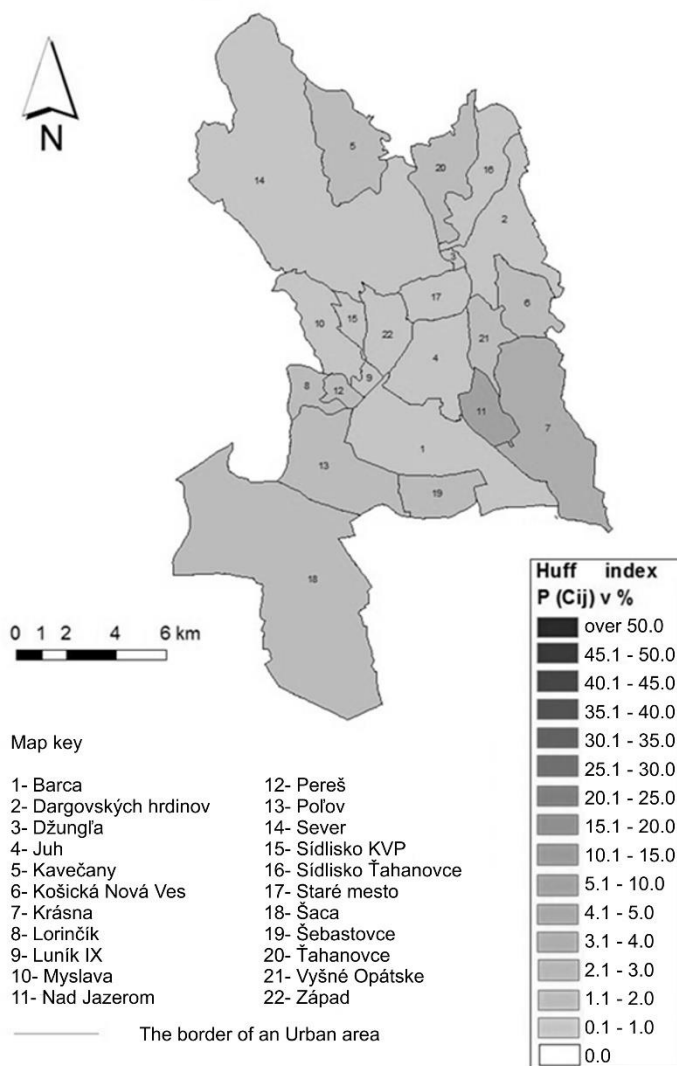 N
5
14
20
16
2
3
17
6
10
15
22
4
21
9
8
12
11
7
1
13
19
18
0 1 2 4 6 km
Huff index
P (Cij) v %
over 50.0
45.1 - 50.0
40.1 - 45.0
35.1 - 40.0
30.1 - 35.0
25.1 - 30.0
20.1 - 25.0
15.1 - 20.0
10.1 - 15.0
5.1 - 10.0
4.1 - 5.0
3.1 - 4.0
2.1 - 3.0
1.1 - 2.0
0.1 - 1.0
0.0
Map key
1- Barca
2- Dargovských hrdinov
3- Džungľa
4- Juh
5- Kavečany
6- Košická Nová Ves
7- Krásna
8- Lorinčík
9- Luník IX
10- Myslava
11- Nad Jazerom
12- Pereš
13- Poľov
14- Sever
15- Sídlisko KVP
16- Sídlisko Ťahanovce
17- Staré mesto
18- Šaca
19- Šebastovce
20- Ťahanovce
21- Vyšné Opátske
22- Západ
The border of an Urban area